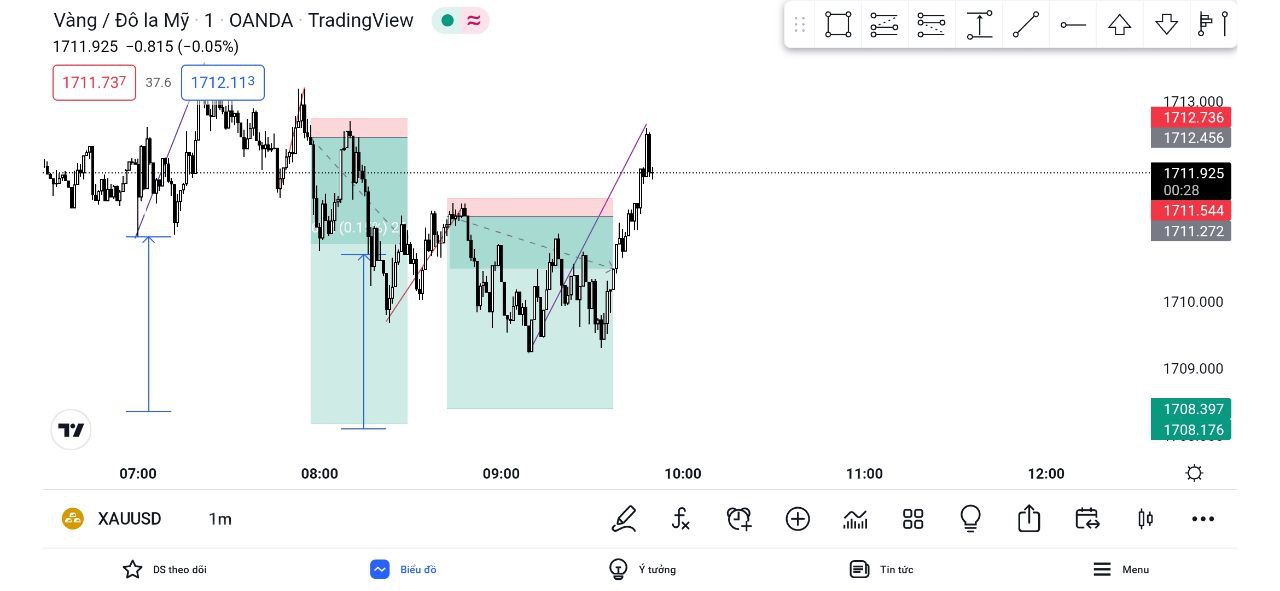 Vàng / Đô la Mỹ · 1 · OANDA · TradingView
1711.925 −0.815 (−0.05%)
1711.737 37.6 1712.113
1713.000
1712.736
1712.456
1711.925
00:28
1711.544
1711.272
1710.000
1709.000
1708.397
1708.176
07:00 08:00 09:00 10:00 11:00 12:00
XAUUSD 1m
DS theo dõi Biểu đồ Ý tưởng Tin tức Menu